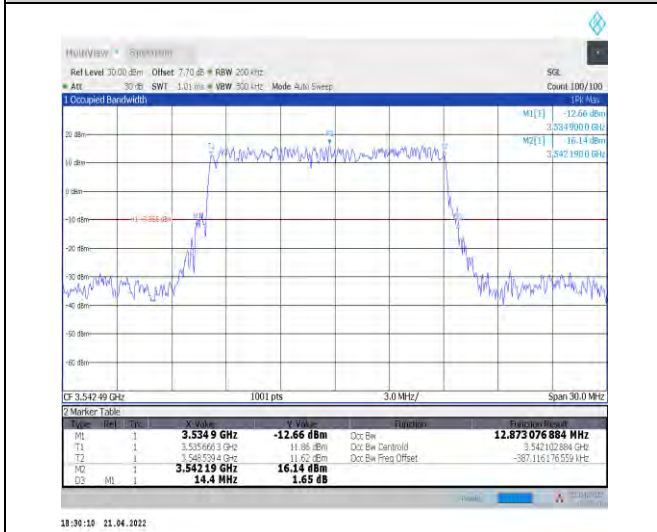 MultiView Spectrum
Ref Level 30.00 dBm Offset 7.70 dB RBW 200 kHz SGL
Att 30 dB SWT 1.01 ms VBW 500 kHz Mode Auto Sweep Count 100/100
1 Occupied Bandwidth 1Pk Max
M1[1] -12.66 dBm
3.534900 0 GHz
M2[1] 16.14 dBm
3.542190 0 GHz
20 dBm
10 dBm
0 dBm
-10 dBm
-20 dBm
-30 dBm
-40 dBm
-50 dBm
-60 dBm
CF 3.542 49 GHz 1001 pts 3.0 MHz/ Span 30.0 MHz
2 Marker Table
Type Ref Trc X-Value Y-Value Function Function Result
M1 1 3.5349 GHz -12.66 dBm Occ Bw 12.873 076 884 MHz
T1 1 3.535666 3 GHz 11.86 dBm Occ Bw Centroid 3.542 102 884 GHz
T2 1 3.548539 4 GHz 11.62 dBm Occ Bw Freq Offset -387.116 176 559 kHz
M2 1 3.542 19 GHz 16.14 dBm
D3 M1 1 14.4 MHz 1.65 dB
18:30:10 21.04.2022